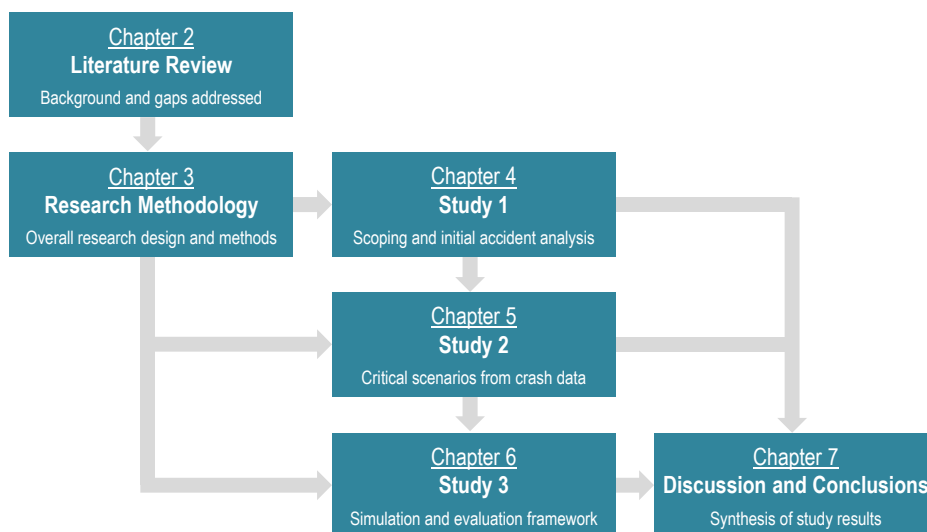 Chapter 2
Literature Review
Background and gaps addressed
Chapter 3
Research Methodology
Overall research design and methods
Chapter 4
Study 1
Scoping and initial accident analysis
Chapter 5
Study 2
Critical scenarios from crash data
Chapter 6
Study 3
Simulation and evaluation framework
Chapter 7
Discussion and Conclusions
Synthesis of study results